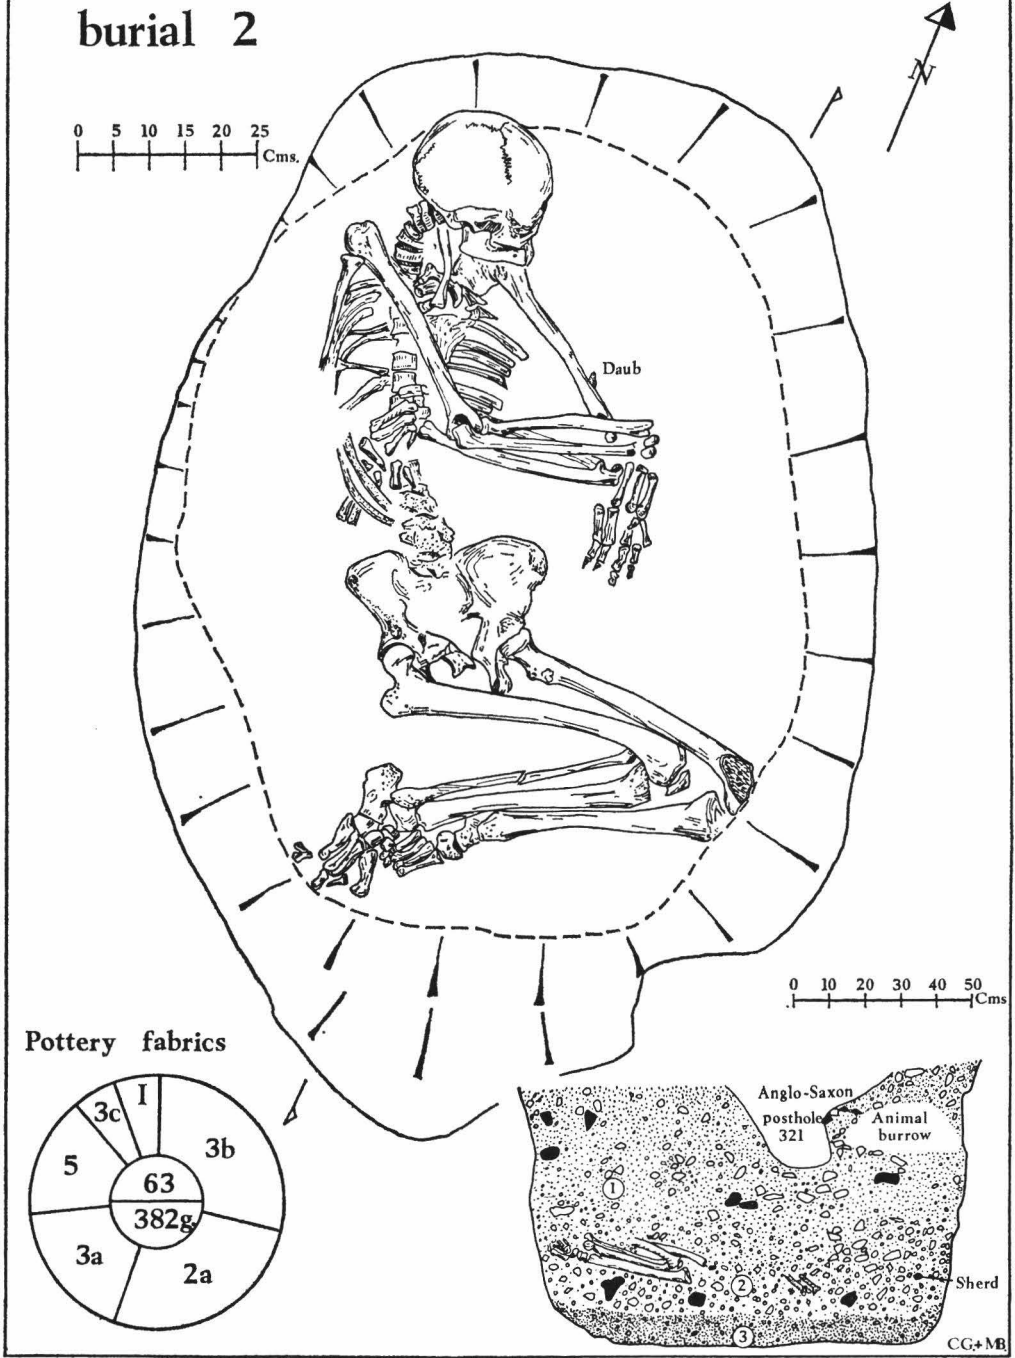 burial 2
N
0 5 10 15 20 25
Cms.
Daub
0 10 20 30 40 50
Cms
Pottery fabrics
I
3c
3b
5
63
382g.
3a
2a
Anglo-Saxon
posthole
321
Animal
burrow
1
2
Sherd
3
CG.+MB.